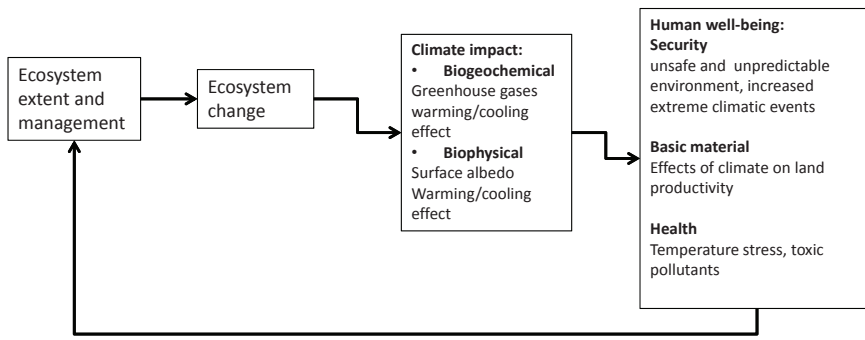 Ecosystem
extent and
management
Ecosystem
change
Climate impact:
• Biogeochemical
Greenhouse gases
warming/cooling
effect
• Biophysical
Surface albedo
Warming/cooling
effect
Human well-being:
Security
unsafe and unpredictable
environment, increased
extreme climatic events
Basic material
Effects of climate on land
productivity
Health
Temperature stress, toxic
pollutants